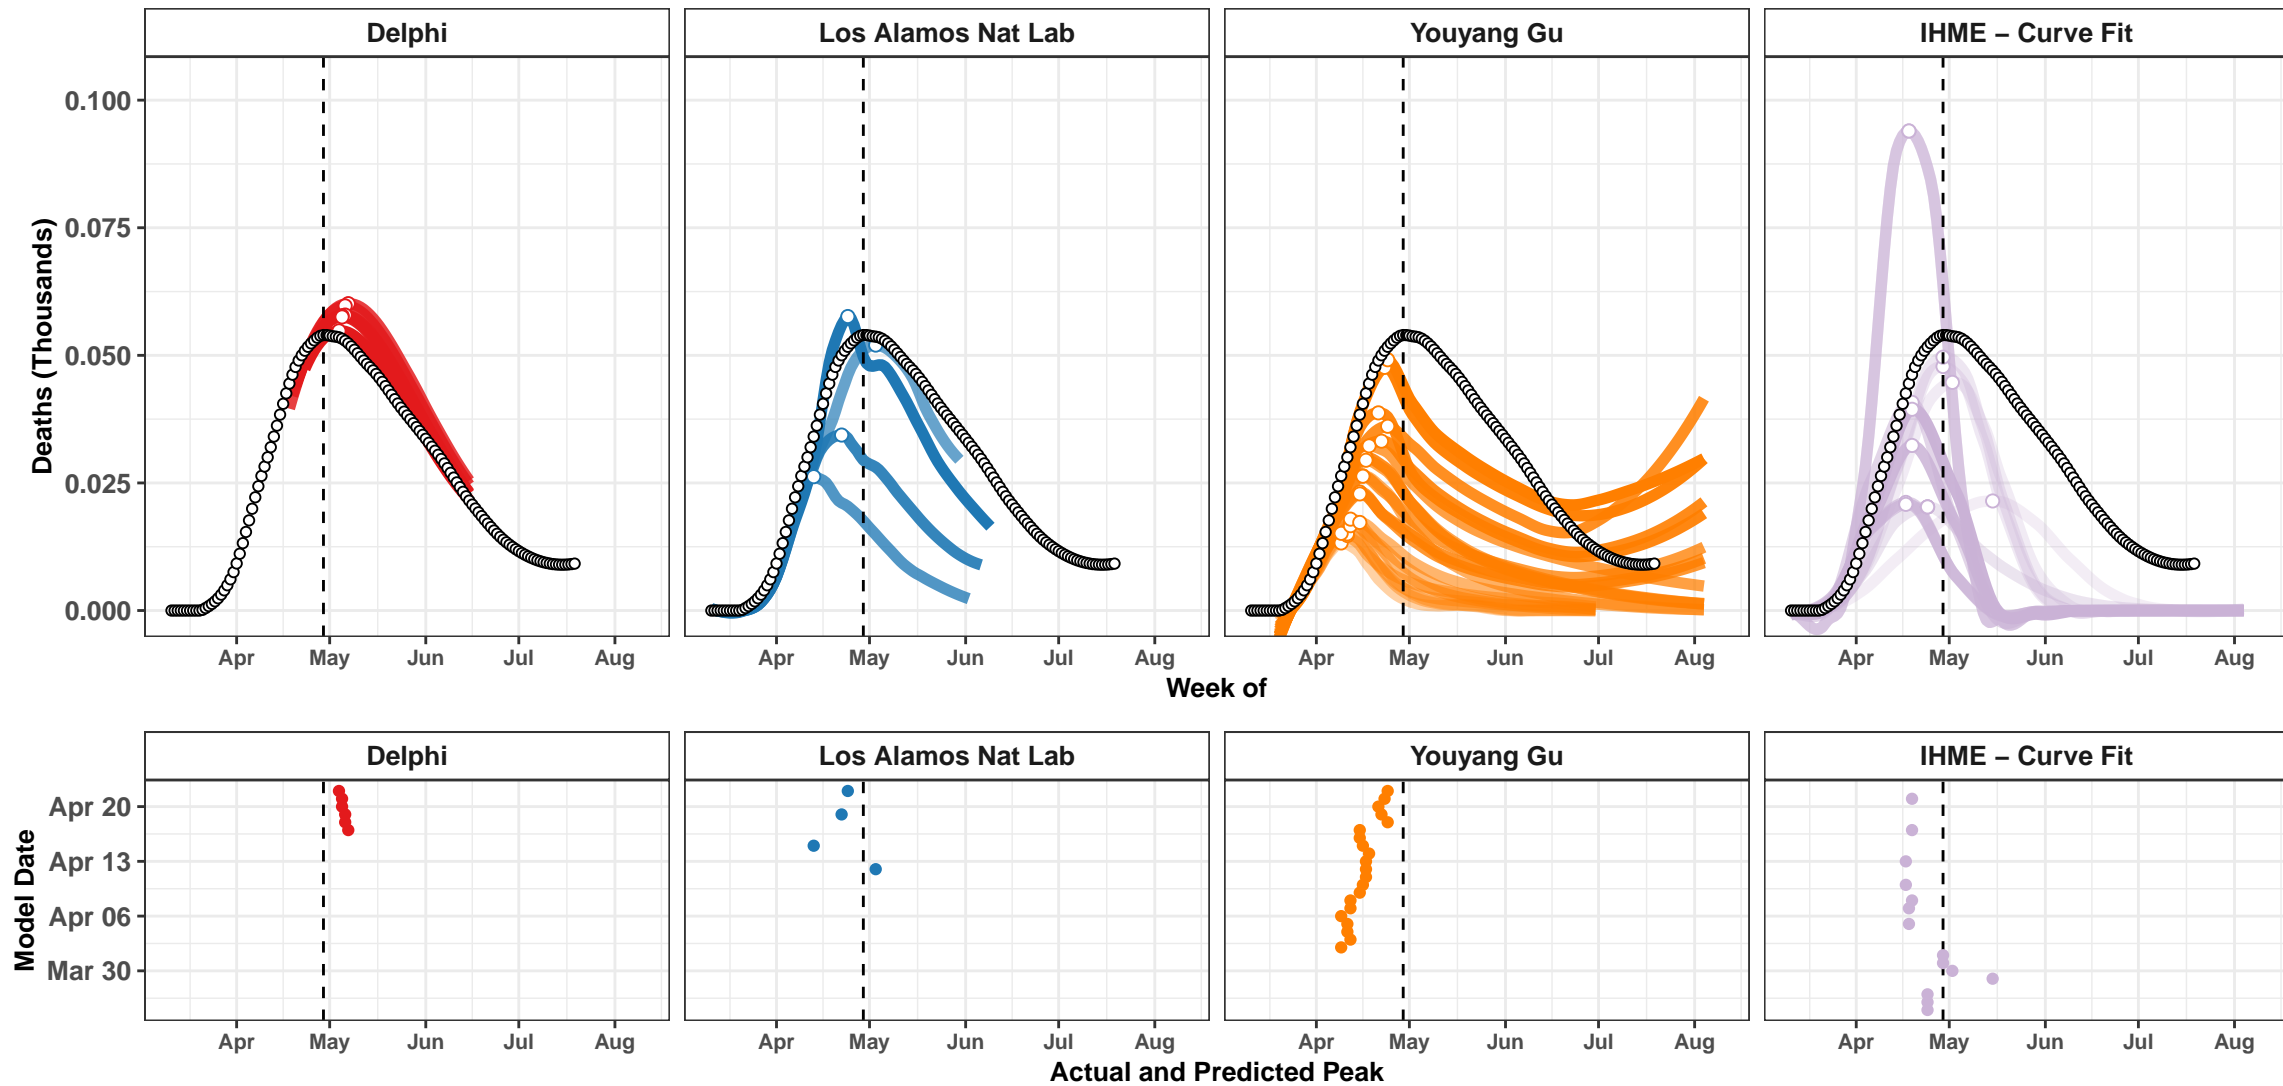 Delphi
Los Alamos Nat Lab
Youyang Gu
IHME – Curve Fit
Deaths (Thousands)
0.100
0.075
0.050
0.025
0.000
Apr May Jun Jul Aug
Apr May Jun Jul Aug
Apr May Jun Jul Aug
Apr May Jun Jul Aug
Week of
Delphi
Los Alamos Nat Lab
Youyang Gu
IHME – Curve Fit
Model Date
Apr 20
Apr 13
Apr 06
Mar 30
Apr May Jun Jul Aug
Apr May Jun Jul Aug
Apr May Jun Jul Aug
Apr May Jun Jul Aug
Actual and Predicted Peak